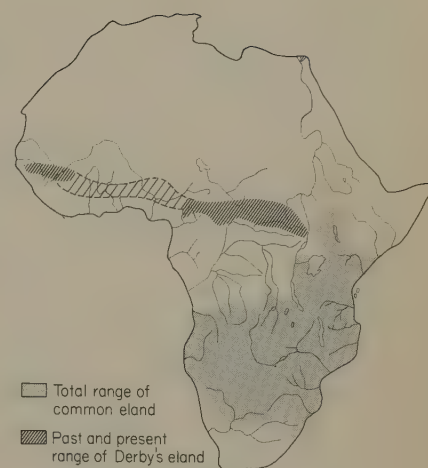 Total range of
common eland
Past and present
range of Derby's eland